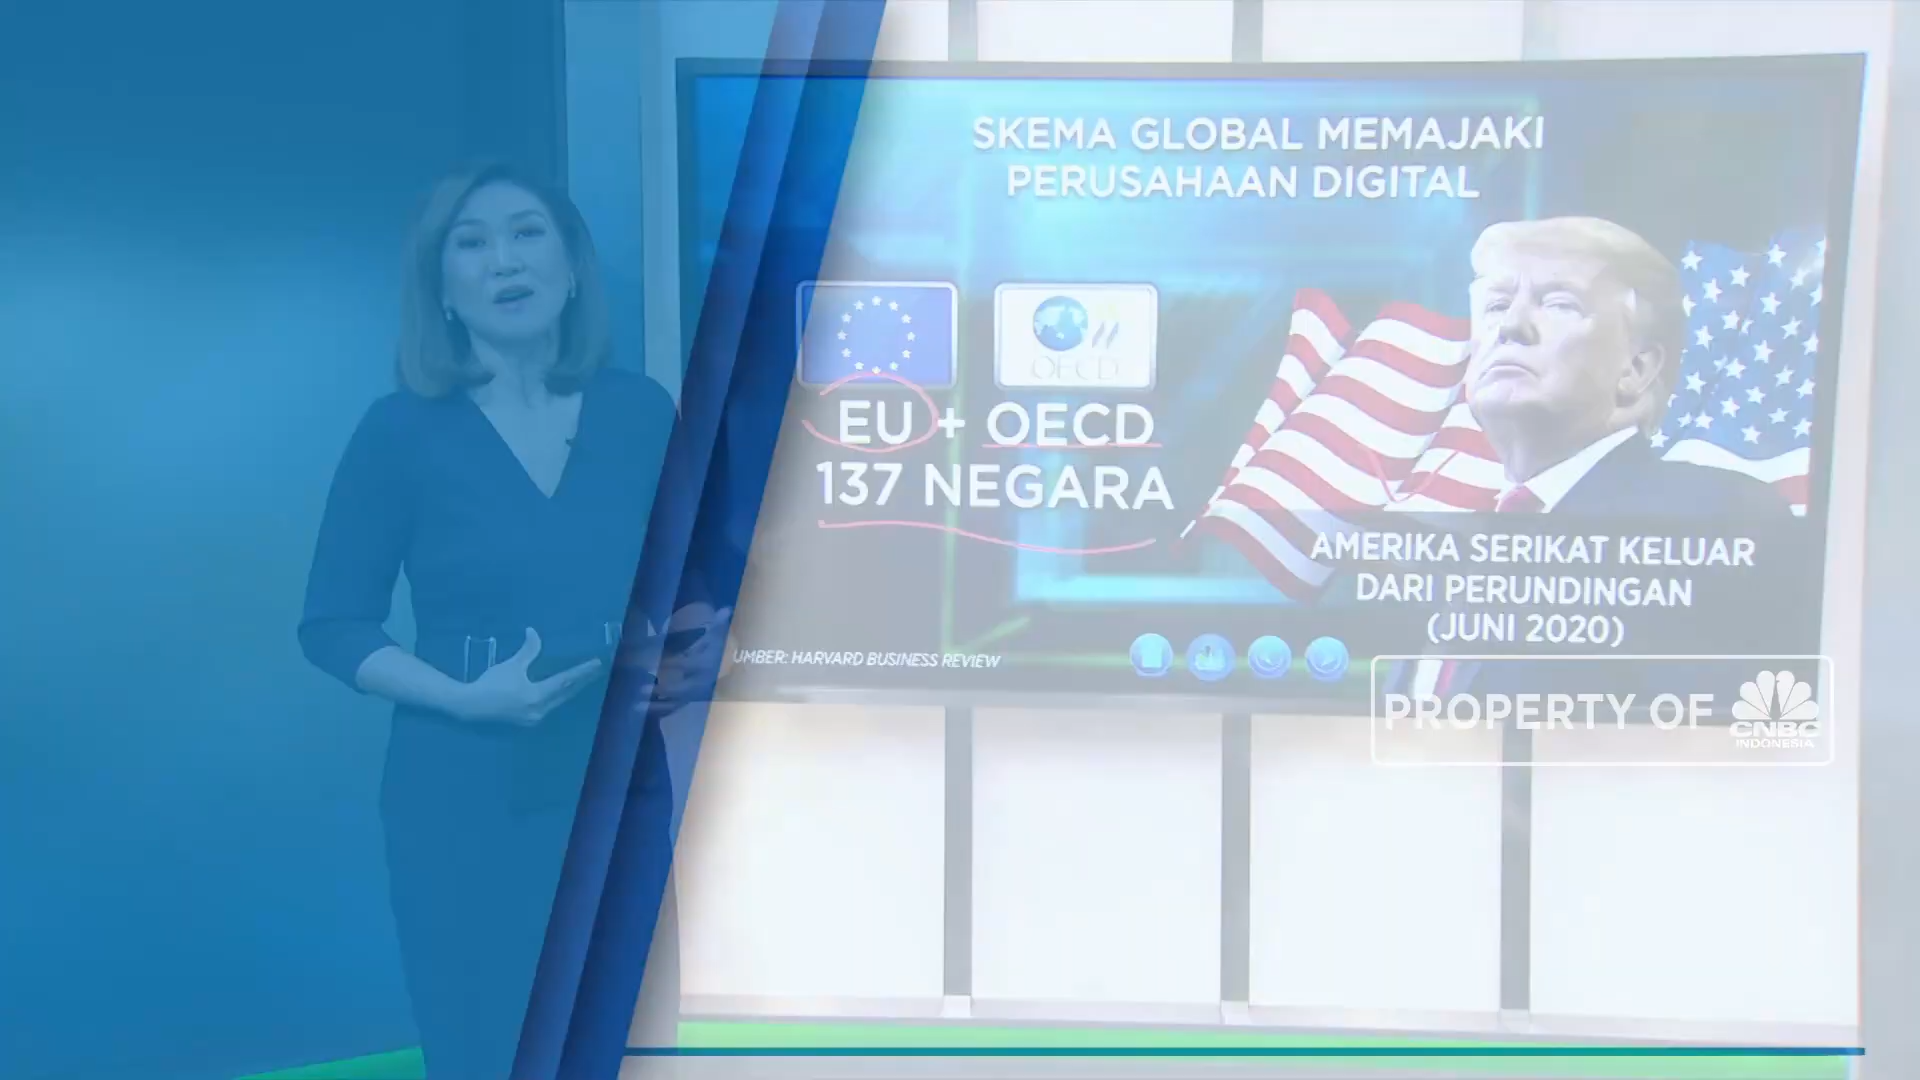 SKEMA GLOBAL MEMAJAKI
PERUSAHAAN DIGITAL
OECD
EU + OECD
137 NEGARA
AMERIKA SERIKAT KELUAR
DARI PERUNDINGAN
(JUNI 2020)
UMBER: HARVARD BUSINESS REVIEW
PROPERTY OF
CNBC
INDONESIA